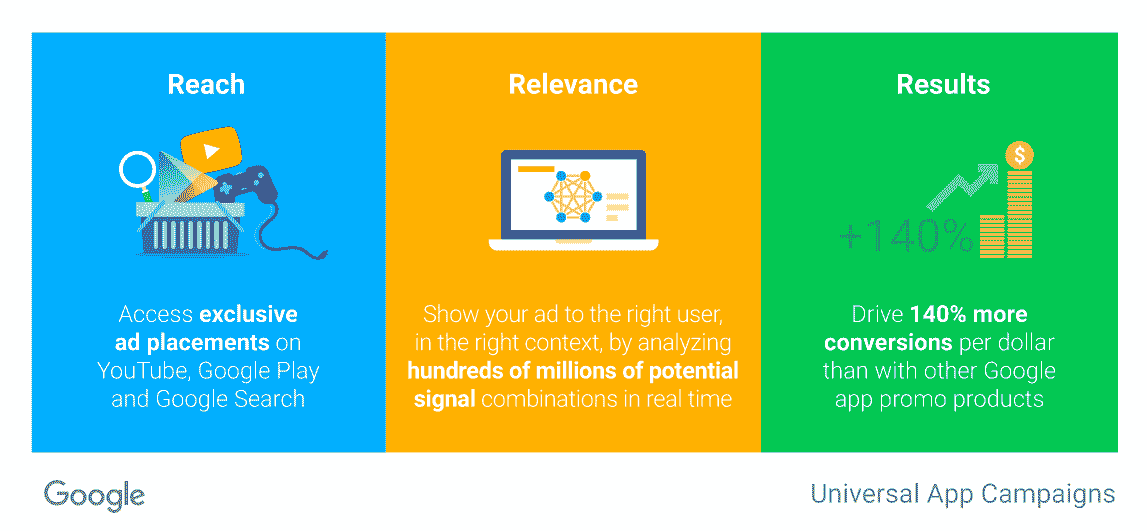 Reach
Access exclusive
ad placements on
YouTube, Google Play
and Google Search
Relevance
Show your ad to the right user,
in the right context, by analyzing
hundreds of millions of potential
signal combinations in real time
Results
$
+140%
Drive 140% more
conversions per dollar
than with other Google
app promo products
Google
Universal App Campaigns